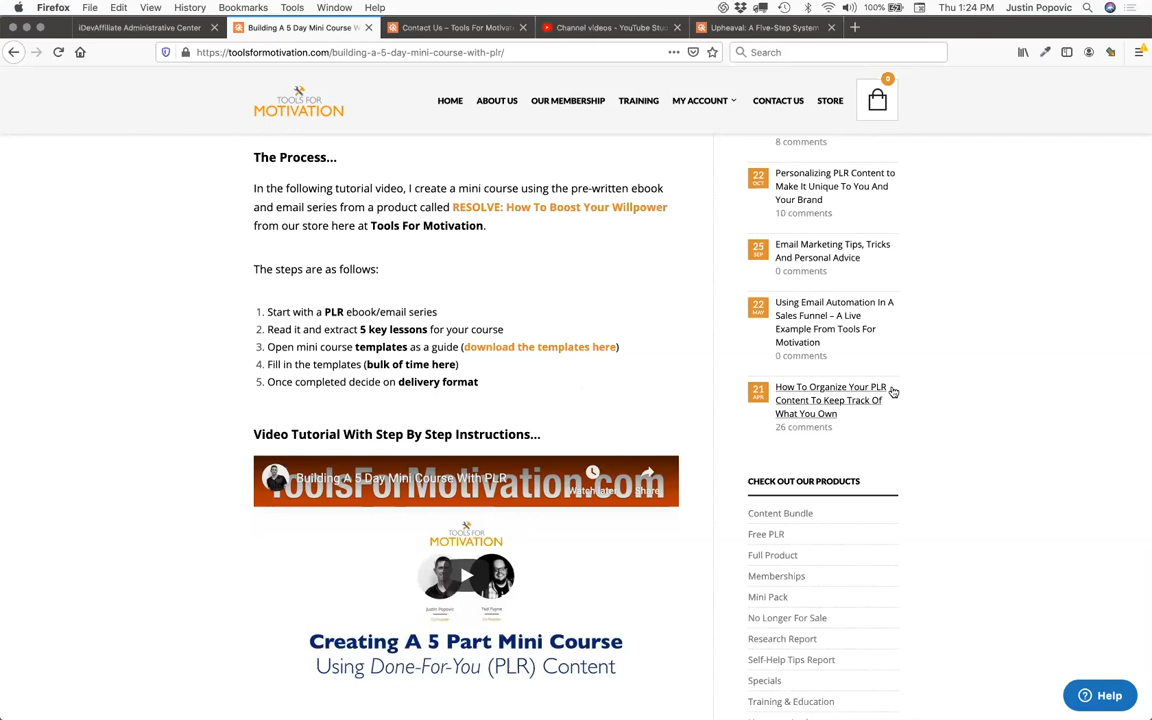 Firefox File Edit View History Bookmarks Tools Window Help 100% Thu 1:24 PM Justin Popovic
iDevAffiliate Administrative Center
Building A 5 Day Mini Course W
Contact Us – Tools For Motivat
Channel videos - YouTube Stu
Upheaval: A Five-Step System
https://toolsformotivation.com/building-a-5-day-mini-course-with-plr/
Search
TOOLS FOR
MOTIVATION
HOME ABOUT US OUR MEMBERSHIP TRAINING MY ACCOUNT CONTACT US STORE
0
The Process...
In the following tutorial video, I create a mini course using the pre-written ebook
and email series from a product called RESOLVE: How To Boost Your Willpower
from our store here at Tools For Motivation.
The steps are as follows:
1. Start with a PLR ebook/email series
2. Read it and extract 5 key lessons for your course
3. Open mini course templates as a guide (download the templates here)
4. Fill in the templates (bulk of time here)
5. Once completed decide on delivery format
Video Tutorial With Step By Step Instructions...
Building A 5 Day Mini Course With PLR
ToolsForMotivation.com
Watch later
Share
TOOLS FOR
MOTIVATION
Justin Popovic
Ted Payne
Creating A 5 Part Mini Course
Using Done-For-You (PLR) Content
8 comments
22
OCT
Personalizing PLR Content to
Make It Unique To You And
Your Brand
10 comments
25
SEP
Email Marketing Tips, Tricks
And Personal Advice
0 comments
22
MAY
Using Email Automation In A
Sales Funnel – A Live
Example From Tools For
Motivation
0 comments
21
APR
How To Organize Your PLR
Content To Keep Track Of
What You Own
26 comments
CHECK OUT OUR PRODUCTS
Content Bundle
Free PLR
Full Product
Memberships
Mini Pack
No Longer For Sale
Research Report
Self-Help Tips Report
Specials
Training & Education
Help